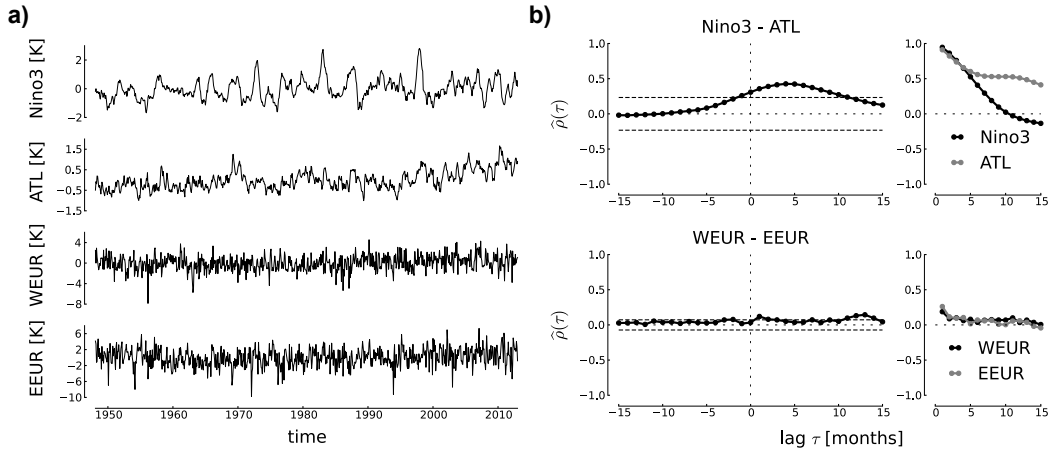 a)
Nino3 [K]
2
0
−2
ATL [K]
1.5
0.5
−0.5
−1.5
WEUR [K]
4
0
−4
−8
EEUR [K]
6
2
−2
−6
−10
1950 1960 1970 1980 1990 2000 2010
time
b)
Nino3 - ATL
ρ̂(τ)
1.0
0.5
0.0
−0.5
−1.0
−15 −10 −5 0 5 10 15
1.0
0.5
0.0
−0.5
−1.0
Nino3
ATL
0 5 10 15
WEUR - EEUR
ρ̂(τ)
1.0
0.5
0.0
−0.5
−1.0
−15 −10 −5 0 5 10 15
1.0
0.5
0.0
−0.5
−1.0
WEUR
EEUR
0 5 10 15
lag τ [months]